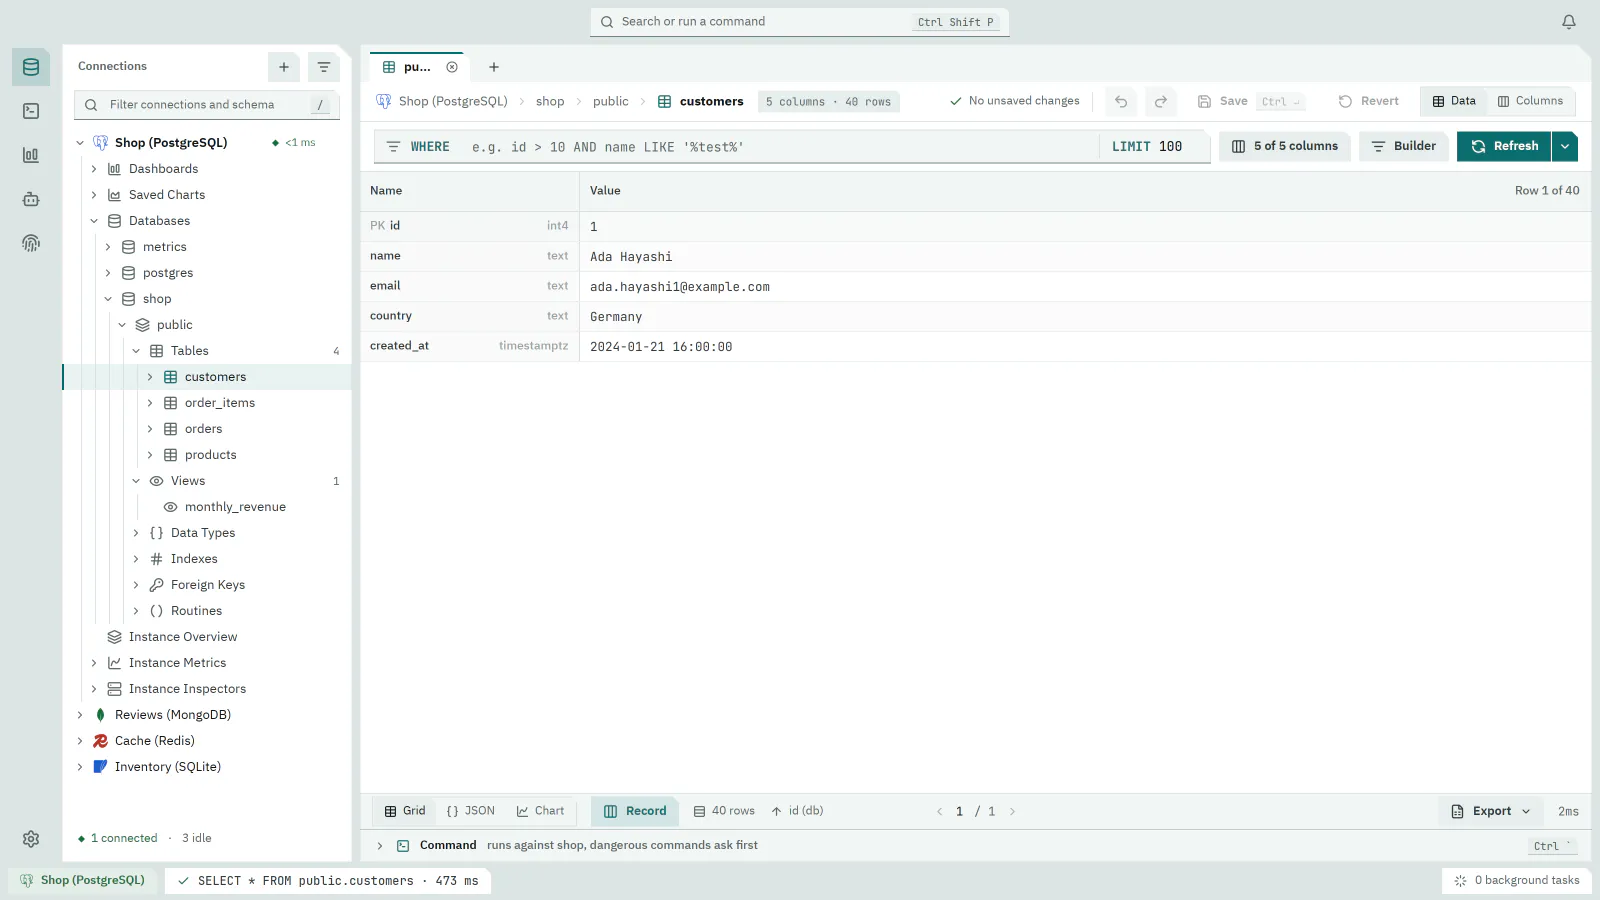 Search or run a command Ctrl Shift P
Connections
Filter connections and schema /
Shop (PostgreSQL) <1 ms
Dashboards
Saved Charts
Databases
metrics
postgres
shop
public
Tables 4
customers
order_items
orders
products
Views 1
monthly_revenue
Data Types
Indexes
Foreign Keys
Routines
Instance Overview
Instance Metrics
Instance Inspectors
Reviews (MongoDB)
Cache (Redis)
Inventory (SQLite)
1 connected · 3 idle
pu...
Shop (PostgreSQL) shop public customers 5 columns · 40 rows No unsaved changes Save Ctrl Revert Data Columns
WHERE e.g. id > 10 AND name LIKE '%test%' LIMIT 100 5 of 5 columns Builder Refresh
Name Value Row 1 of 40
PK id int4 1
name text Ada Hayashi
email text ada.hayashi1@example.com
country text Germany
created_at timestamptz 2024-01-21 16:00:00
Grid {} JSON Chart Record 40 rows id (db) 1 / 1 Export 2ms
Command runs against shop, dangerous commands ask first Ctrl `
Shop (PostgreSQL) SELECT * FROM public.customers · 473 ms 0 background tasks